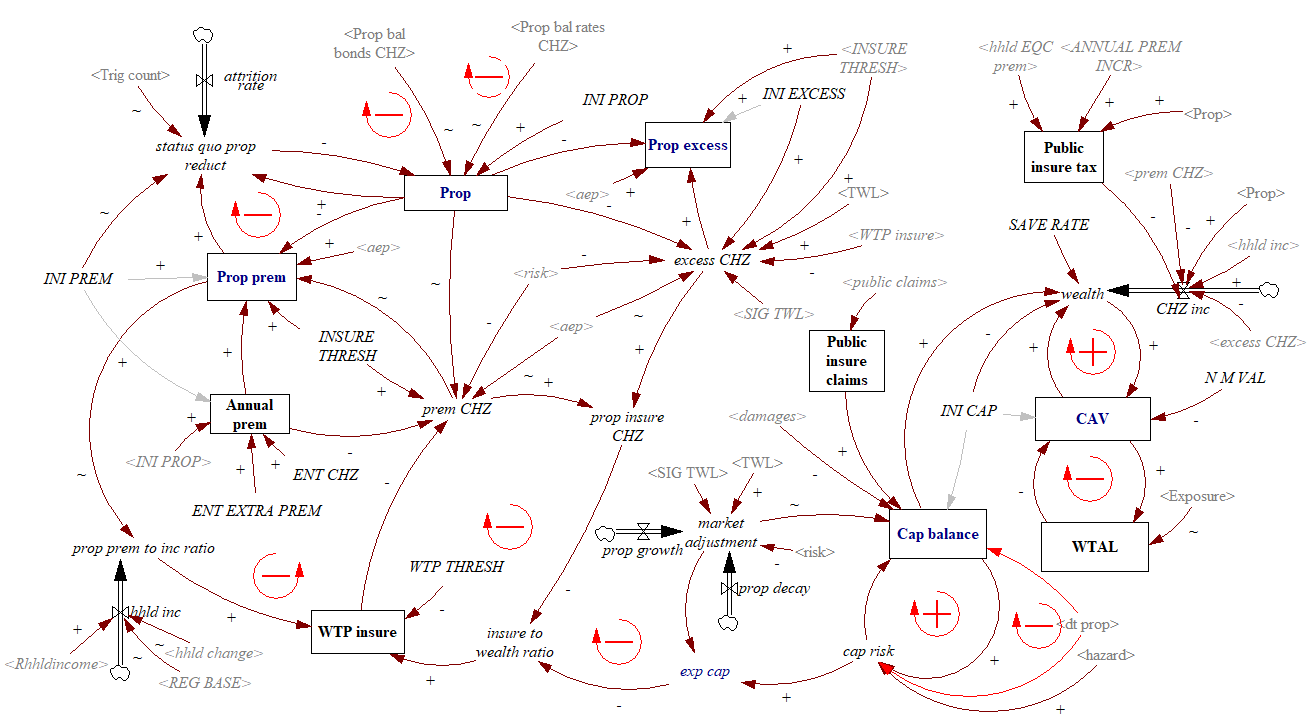 <Prop bal
bonds CHZ>
<Prop bal rates
CHZ>
<INSURE
THRESH>
<hhld EQC
prem>
<ANNUAL PREM
INCR>
<Trig count>
attrition
rate
INI PROP
INI EXCESS
<Prop>
status quo prop
reduct
Prop excess
Public
insure tax
<prem CHZ>
Prop
<aep>
<TWL>
<Prop>
SAVE RATE
<WTP insure>
<hhld inc>
<aep>
INI PREM
Prop prem
<risk>
excess CHZ
<public claims>
wealth
CHZ inc
<SIG TWL>
<aep>
INSURE
THRESH
Public
insure
claims
<excess CHZ>
N M VAL
Annual
prem
prem CHZ
prop insure
CHZ
<damages>
INI CAP
CAV
<INI PROP>
ENT CHZ
<SIG TWL>
<TWL>
ENT EXTRA PREM
<Exposure>
market
adjustment
prop growth
Cap balance
WTAL
prop prem to inc ratio
<risk>
WTP THRESH
prop decay
hhld inc
WTP insure
insure to
wealth ratio
<dt prop>
<Rhhldincome>
<hhld change>
<REG BASE>
exp cap
cap risk
<hazard>